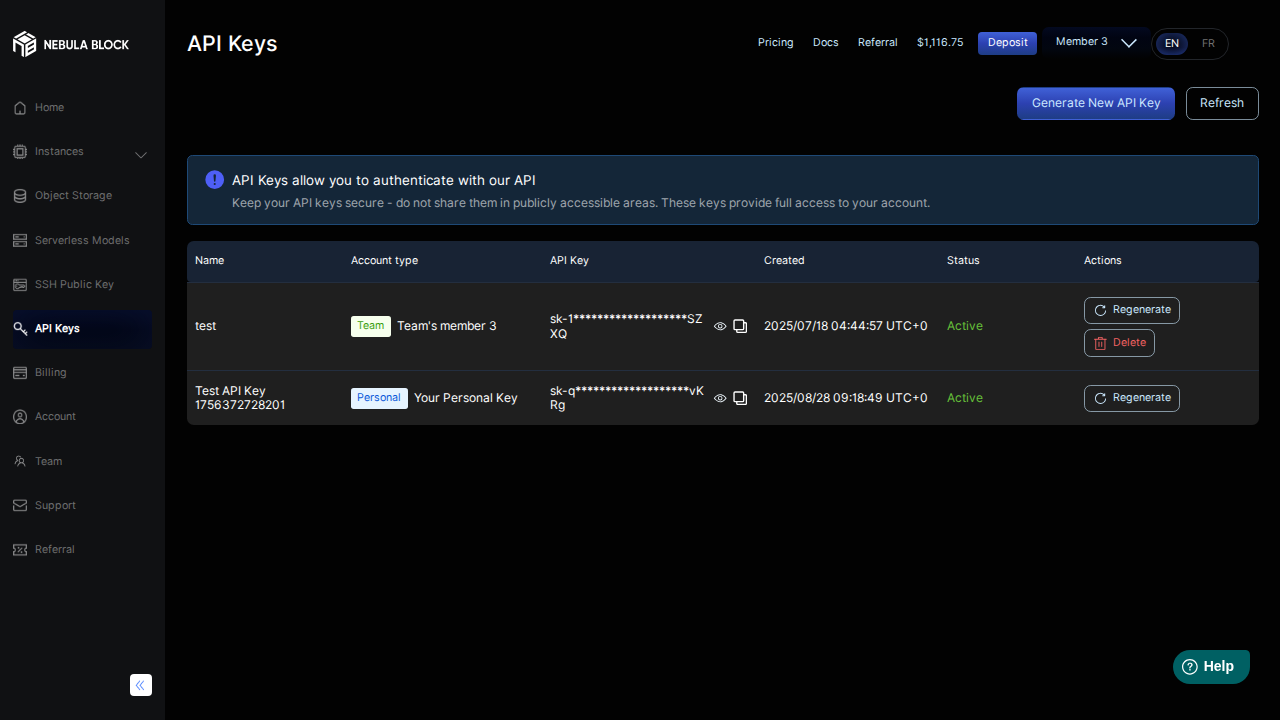 NEBULA BLOCK
Home
Instances
Object Storage
Serverless Models
SSH Public Key
API Keys
Billing
Account
Team
Support
Referral
API Keys
Pricing
Docs
Referral
$1,116.75
Deposit
Member 3
EN
FR
Generate New API Key
Refresh
API Keys allow you to authenticate with our API
Keep your API keys secure - do not share them in publicly accessible areas. These keys provide full access to your account.
Name
Account type
API Key
Created
Status
Actions
test
Team
Team's member 3
sk-1*******************SZ
XQ
2025/07/18 04:44:57 UTC+0
Active
Regenerate
Delete
Test API Key
1756372728201
Personal
Your Personal Key
sk-q*******************vK
Rg
2025/08/28 09:18:49 UTC+0
Active
Regenerate
Help